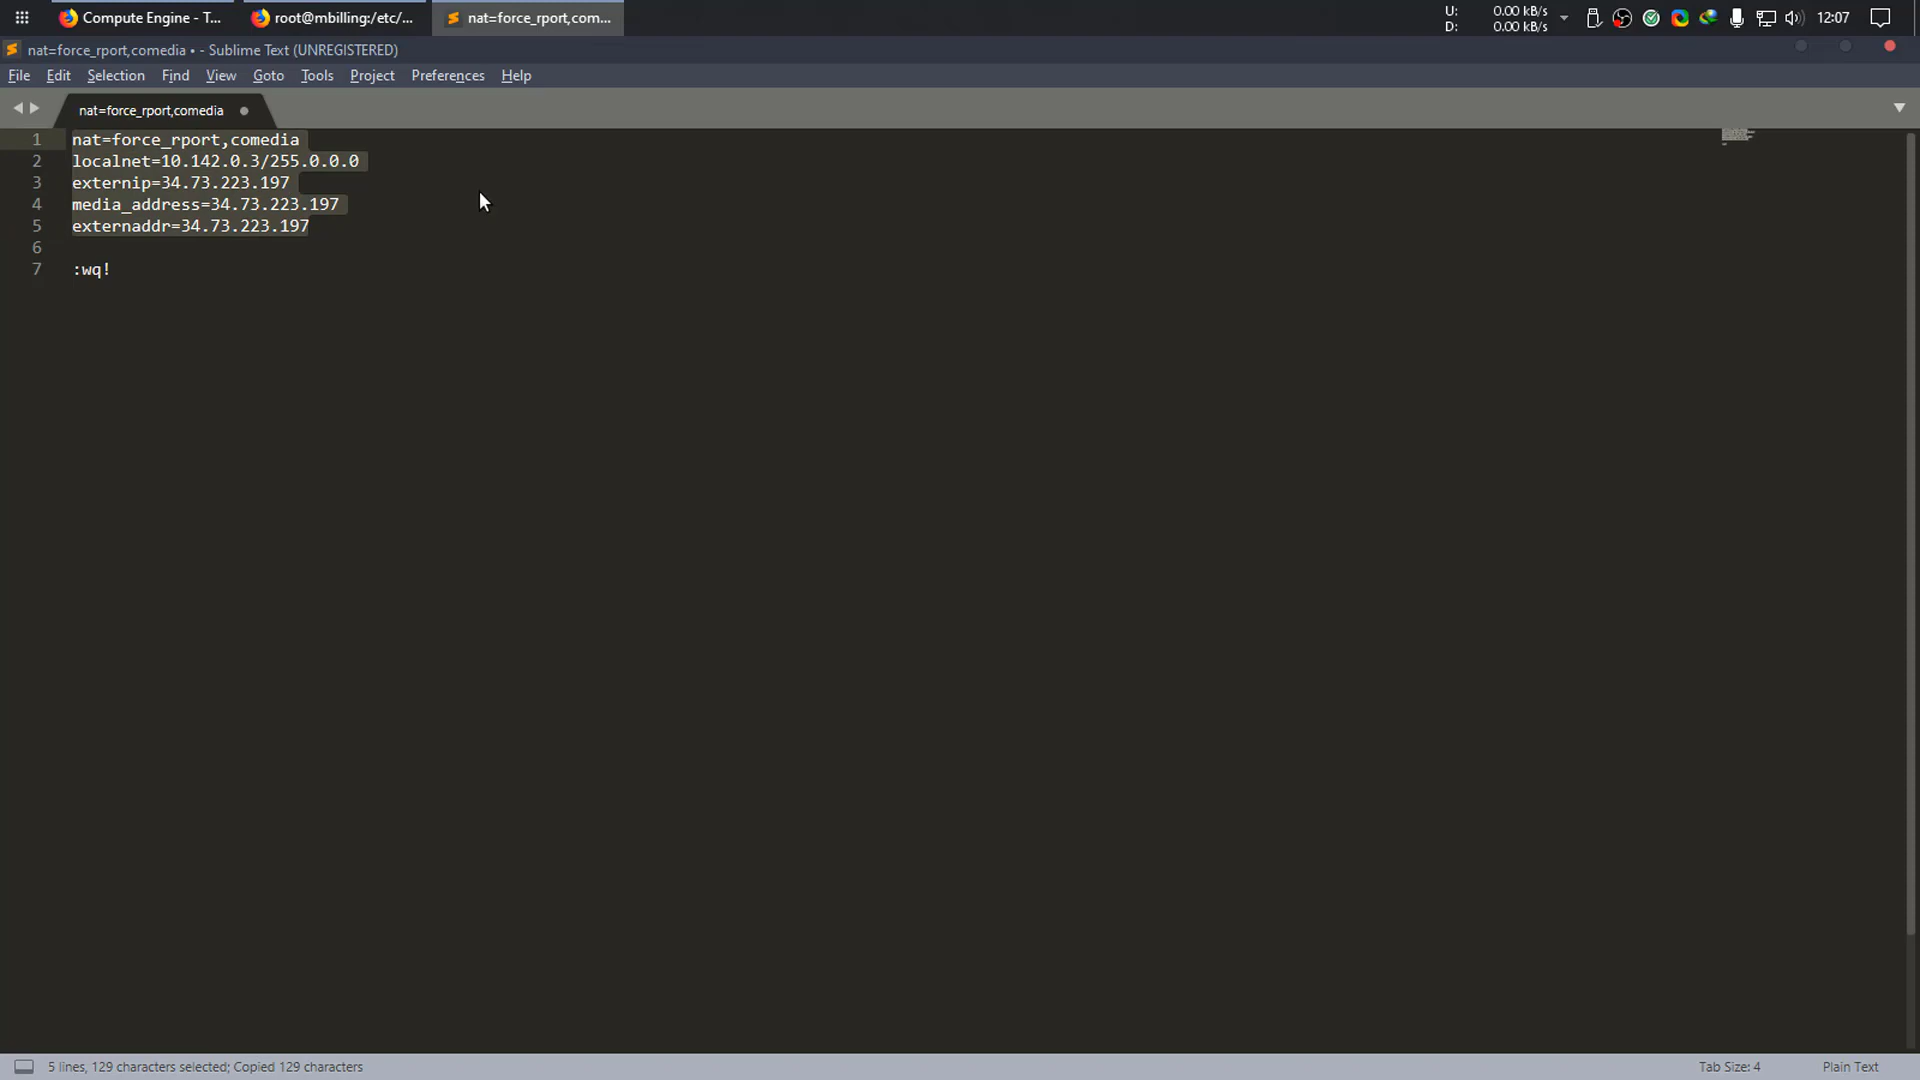 Compute Engine - T...
root@mbilling:/etc/...
nat=force_rport,com...
U: 0.00 kB/s
D: 0.00 kB/s
12:07
nat=force_rport,comedia • - Sublime Text (UNREGISTERED)
File Edit Selection Find View Goto Tools Project Preferences Help
nat=force_rport,comedia
1 nat=force_rport,comedia
2 localnet=10.142.0.3/255.0.0.0
3 externip=34.73.223.197
4 media_address=34.73.223.197
5 externaddr=34.73.223.197
6
7 :wq!
5 lines, 129 characters selected; Copied 129 characters
Tab Size: 4
Plain Text